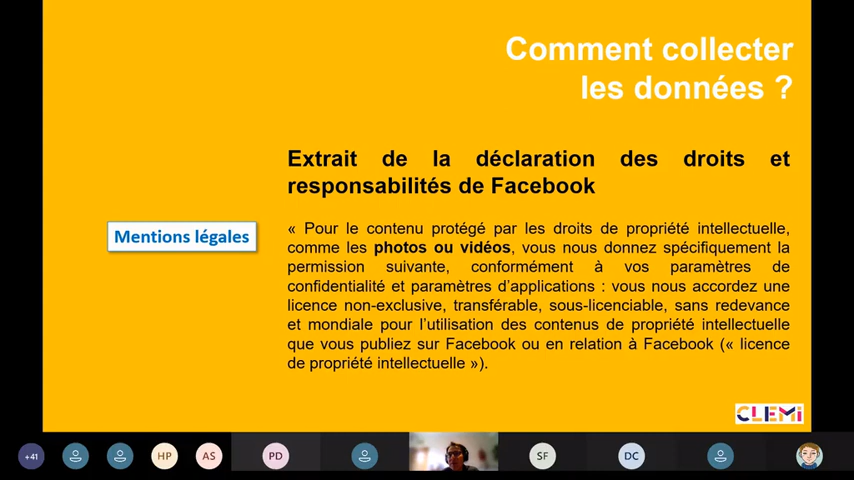 Comment collecter
les données ?
Extrait de la déclaration des droits et
responsabilités de Facebook
Mentions légales
« Pour le contenu protégé par les droits de propriété intellectuelle,
comme les photos ou vidéos, vous nous donnez spécifiquement la
permission suivante, conformément à vos paramètres de
confidentialité et paramètres d’applications : vous nous accordez une
licence non-exclusive, transférable, sous-licenciable, sans redevance
et mondiale pour l’utilisation des contenus de propriété intellectuelle
que vous publiez sur Facebook ou en relation à Facebook (« licence
de propriété intellectuelle »).
CLEMI
+41
HP
AS
PD
SF
DC